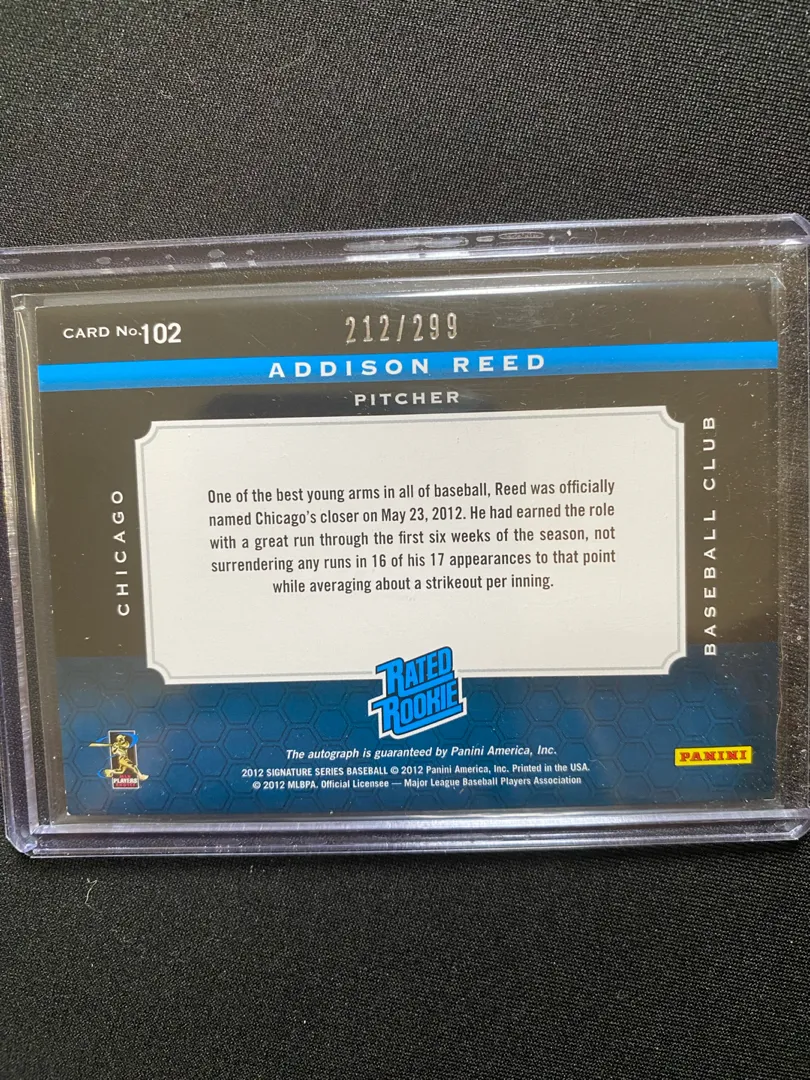 CARD No.102
212/299
ADDISON REED
PITCHER
CHICAGO
BASEBALL CLUB
One of the best young arms in all of baseball, Reed was officially
named Chicago's closer on May 23, 2012. He had earned the role
with a great run through the first six weeks of the season, not
surrendering any runs in 16 of his 17 appearances to that point
while averaging about a strikeout per inning.
RATED
ROOKIE
The autograph is guaranteed by Panini America, Inc.
2012 SIGNATURE SERIES BASEBALL © 2012 Panini America, Inc. Printed in the USA.
© 2012 MLBPA. Official Licensee — Major League Baseball Players Association
PLAYERS
PANINI